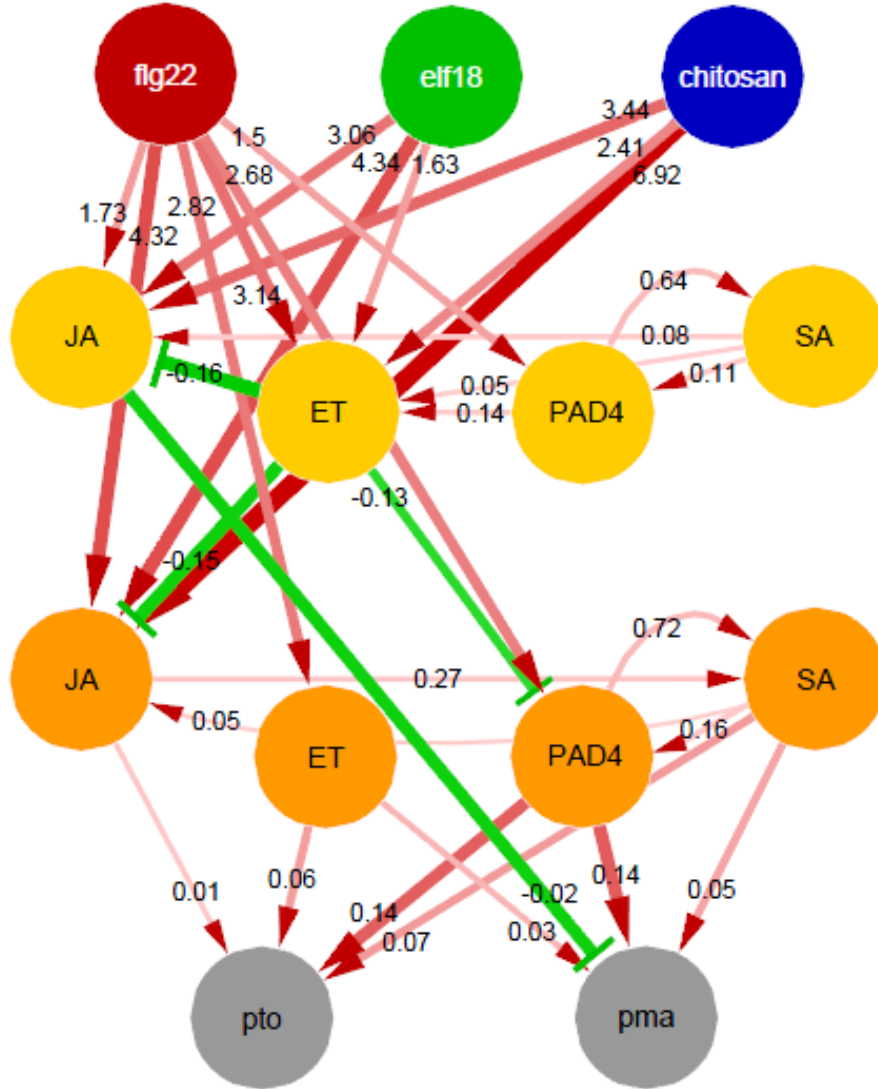 flg22
elf18
chitosan
1.5
3.06
3.44
4.34
1.63
2.41
2.68
6.92
2.82
1.73
4.32
3.14
0.64
JA
0.08
SA
-0.16
0.05
0.11
ET
0.14
PAD4
-0.13
-0.15
0.72
JA
0.27
SA
0.05
0.16
ET
PAD4
0.01
0.06
-0.02
0.14
0.05
0.14
0.07
0.03
pto
pma